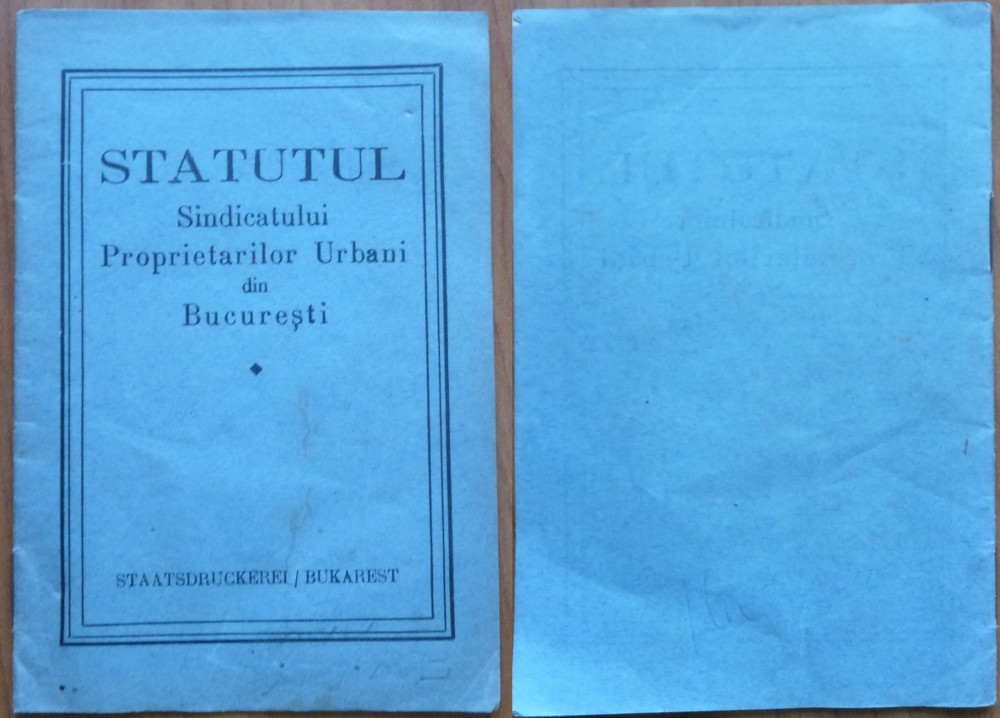 STATUTUL
Sindicatului
Proprietarilor Urbani
din
București
STAATSDRUCKEREI / BUKAREST